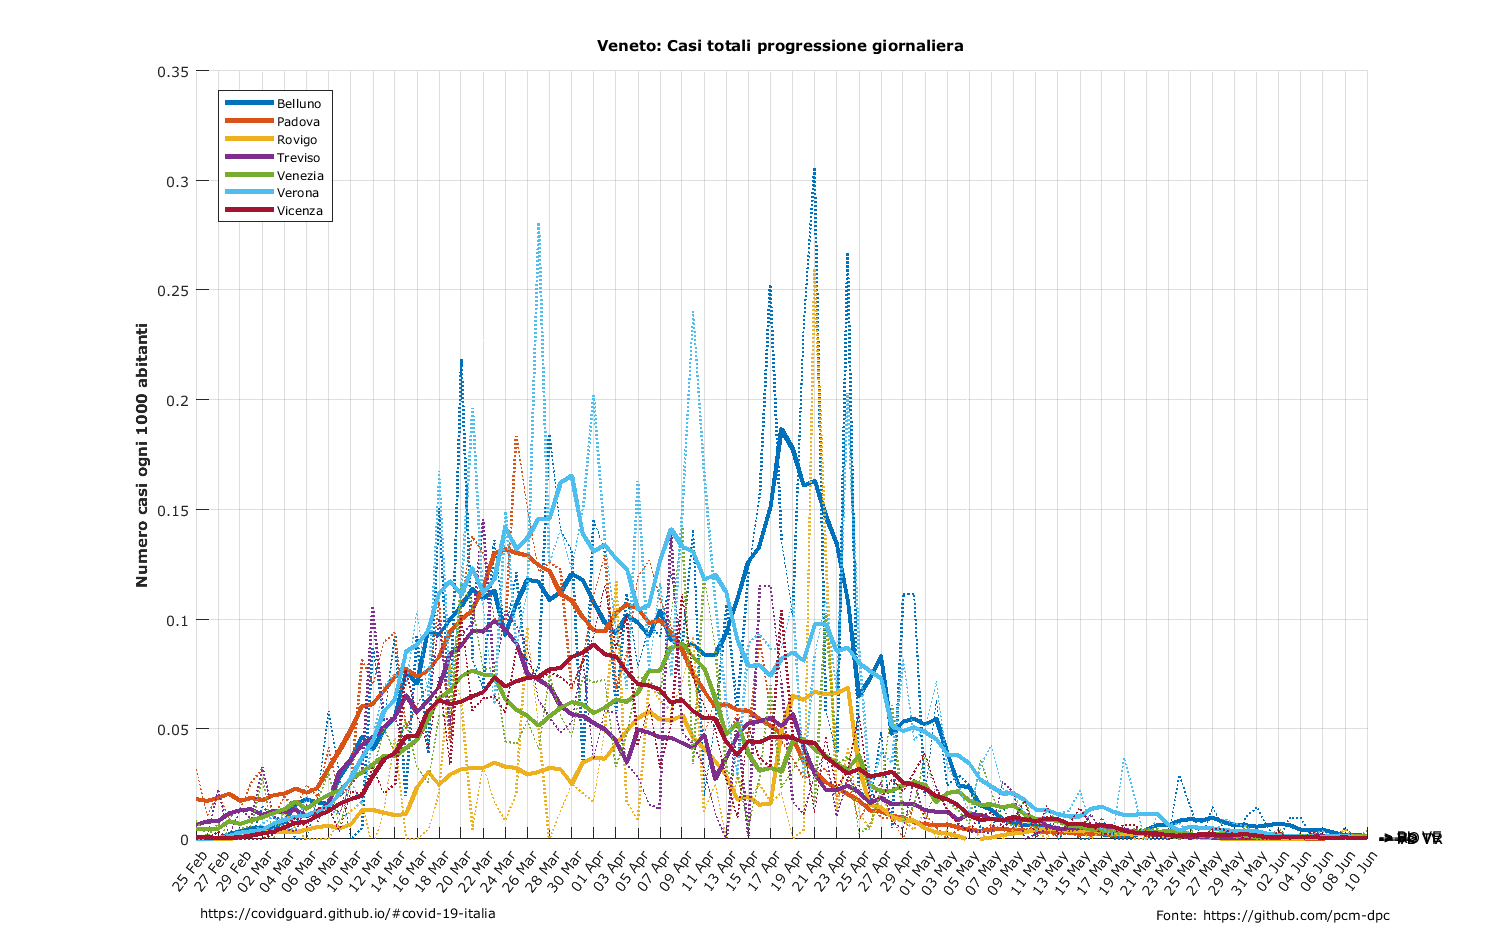 Veneto: Casi totali progressione giornaliera
Numero casi ogni 1000 abitanti
0.35
0.3
0.25
0.2
0.15
0.1
0.05
0
Belluno
Padova
Rovigo
Treviso
Venezia
Verona
Vicenza
25 Feb
27 Feb
29 Feb
02 Mar
04 Mar
06 Mar
08 Mar
10 Mar
12 Mar
14 Mar
16 Mar
18 Mar
20 Mar
22 Mar
24 Mar
26 Mar
28 Mar
30 Mar
01 Apr
03 Apr
05 Apr
07 Apr
09 Apr
11 Apr
13 Apr
15 Apr
17 Apr
19 Apr
21 Apr
23 Apr
25 Apr
27 Apr
29 Apr
01 May
03 May
05 May
07 May
09 May
11 May
13 May
15 May
17 May
19 May
21 May
23 May
25 May
27 May
29 May
31 May
02 Jun
04 Jun
06 Jun
08 Jun
10 Jun
https://covidguard.github.io/#covid-19-italia
Fonte: https://github.com/pcm-dpc